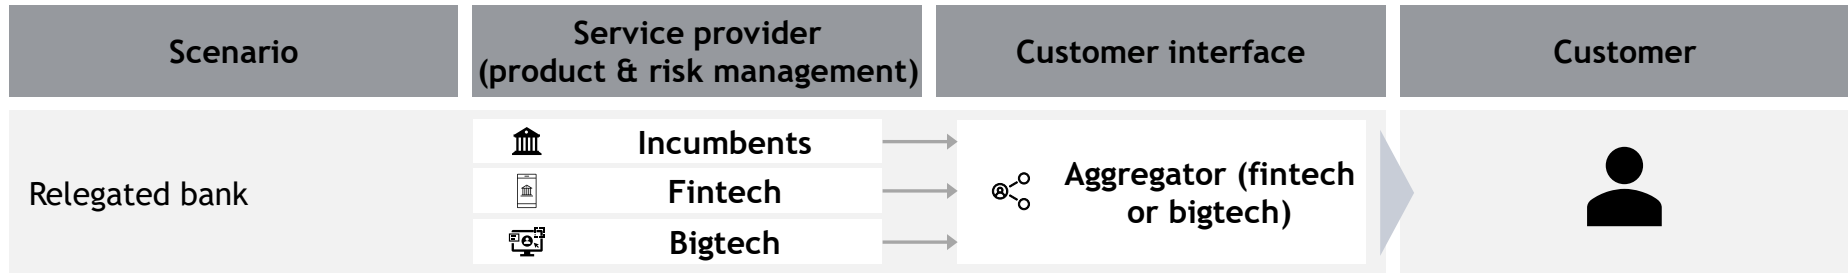 Scenario
Service provider
(product & risk management)
Customer interface
Customer
Relegated bank
Incumbents
Fintech
Bigtech
Aggregator (fintech
or bigtech)